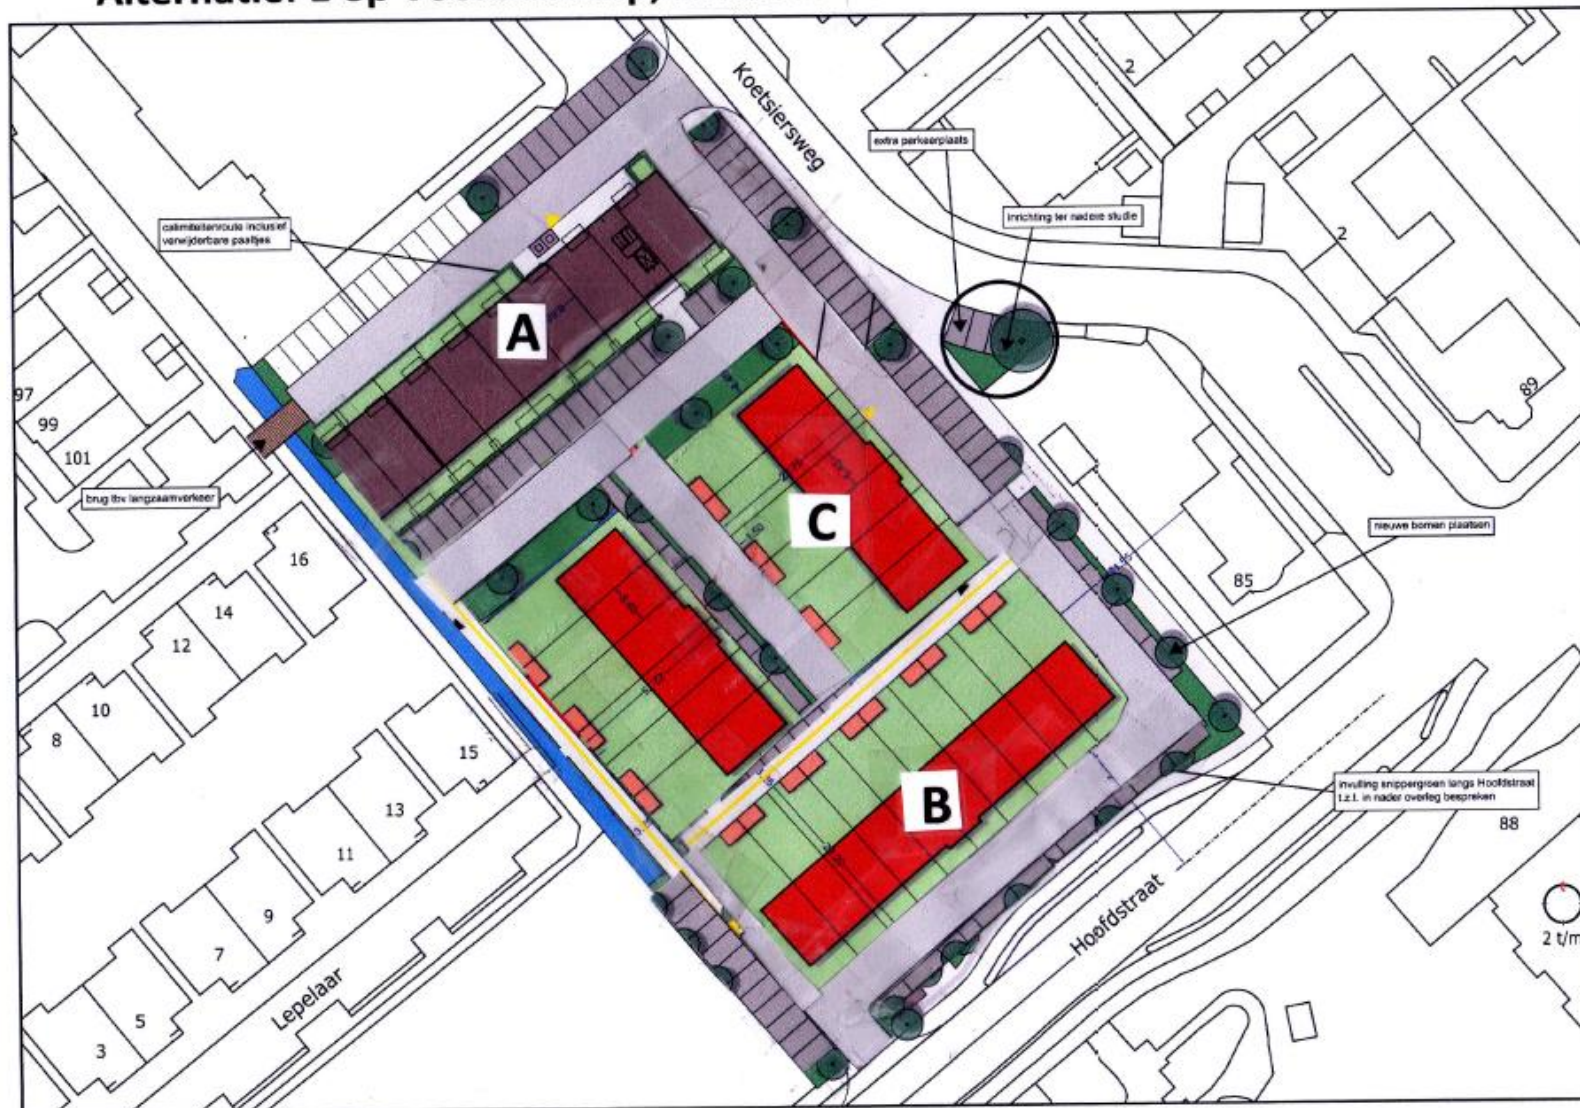 Koetsiersweg
2
extra parkeerplaats
inrichting ter nadere studie
2
calimiteitenroute inclusief
verwijderbare paaltjes
A
97
99
101
89
C
brug tbv langzaamverkeer
nieuwe bomen plaatsen
16
14
12
85
10
8
15
B
13
invulling snippergroen langs Hoofdstraat
t.z.t. in nader overleg bespreken
88
11
9
Hoofdstraat
7
2 t/m
Lepelaar
5
3